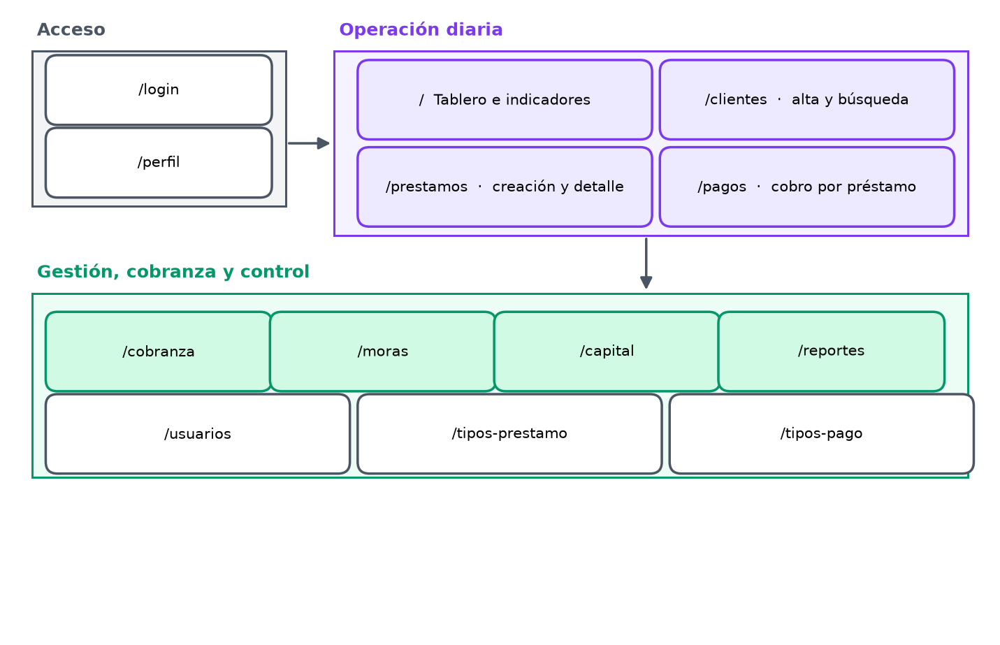 Acceso
/login
/perfil
Operación diaria
/ Tablero e indicadores
/clientes · alta y búsqueda
/prestamos · creación y detalle
/pagos · cobro por préstamo
Gestión, cobranza y control
/cobranza
/moras
/capital
/reportes
/usuarios
/tipos-prestamo
/tipos-pago